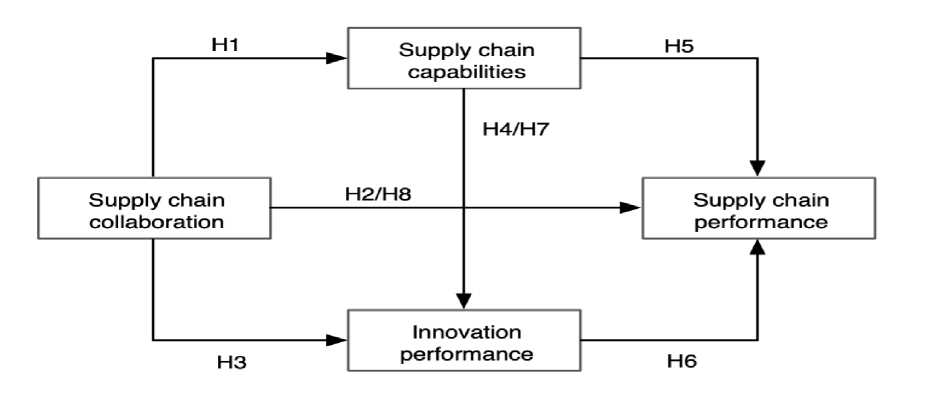 H1
Supply chain
capabilities
H5
H4/H7
Supply chain
collaboration
H2/H8
Supply chain
performance
H3
Innovation
performance
H6